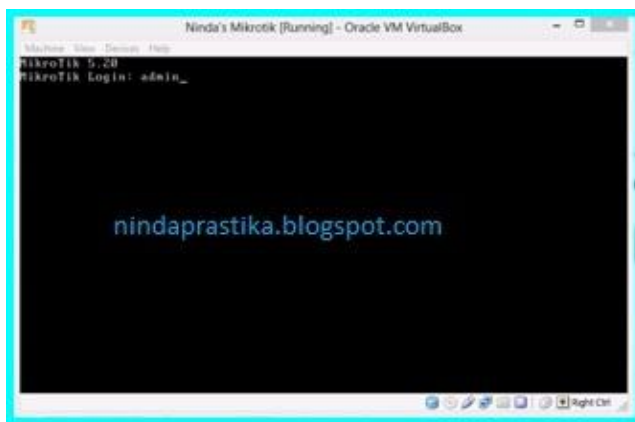 Ninda's Mikrotik [Running] - Oracle VM VirtualBox
Machine View Devices Help
MikroTik 5.20
MikroTik Login: admin_
nindaprastika.blogspot.com
Right Ctrl